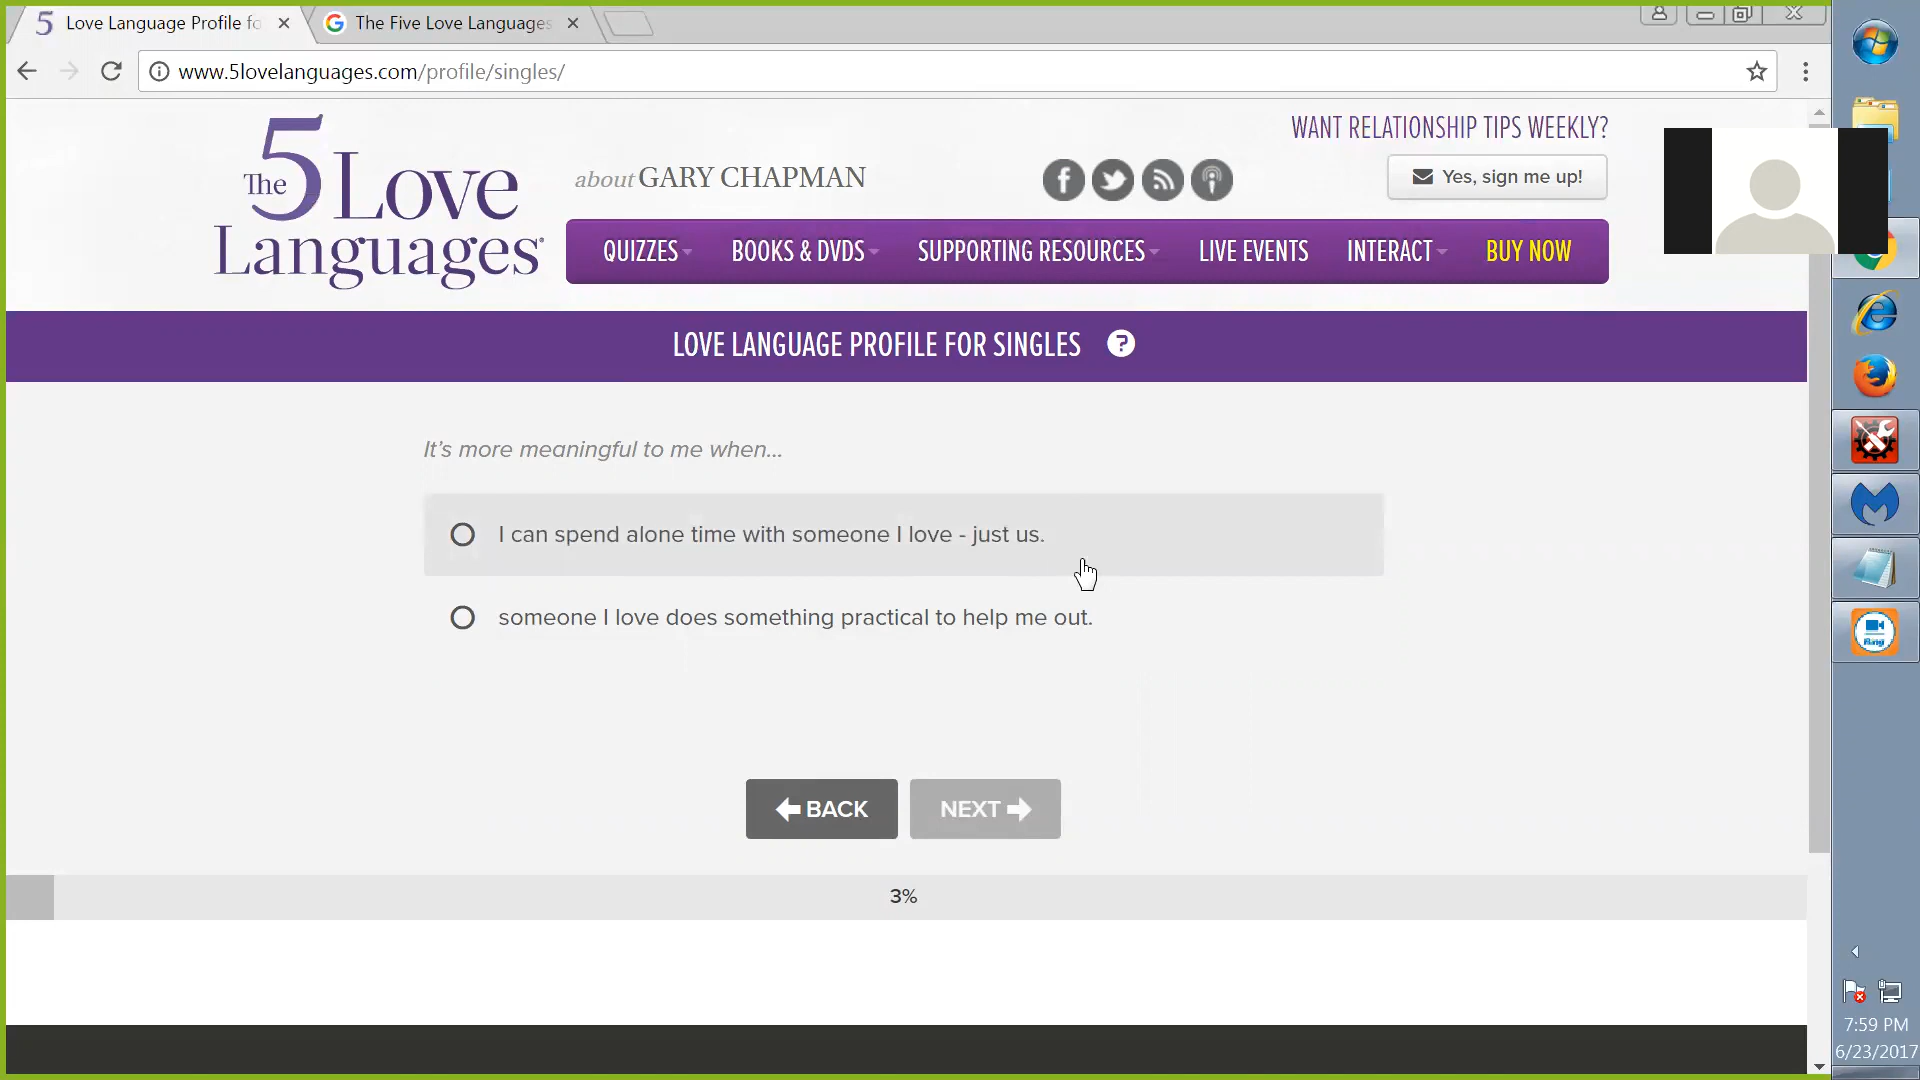 Love Language Profile fo
The Five Love Languages
www.5lovelanguages.com/profile/singles/
The 5 Love Languages®
about GARY CHAPMAN
WANT RELATIONSHIP TIPS WEEKLY?
Yes, sign me up!
QUIZZES BOOKS & DVDS SUPPORTING RESOURCES LIVE EVENTS INTERACT BUY NOW
LOVE LANGUAGE PROFILE FOR SINGLES ?
It's more meaningful to me when...
I can spend alone time with someone I love - just us.
someone I love does something practical to help me out.
BACK NEXT
3%
7:59 PM
6/23/2017